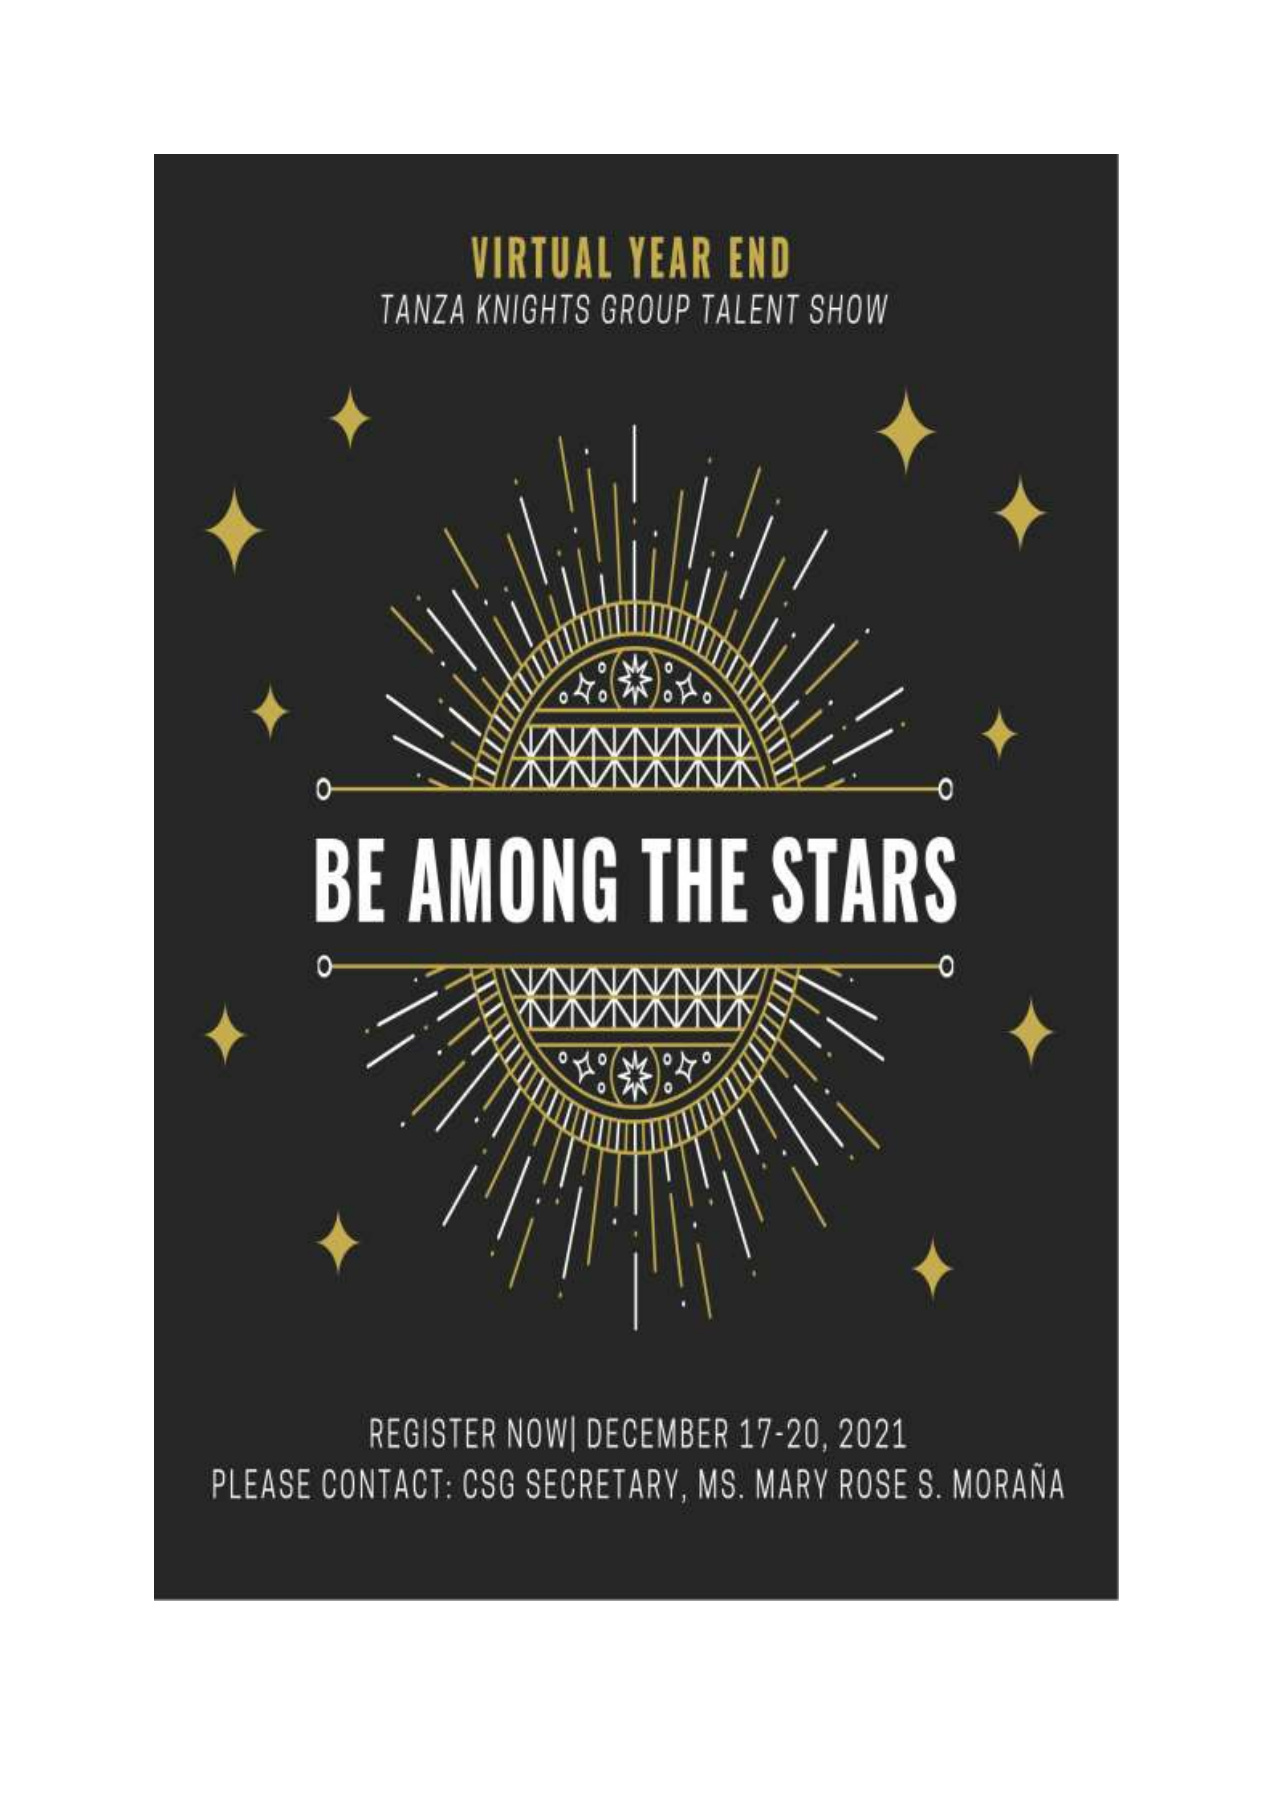 VIRTUAL YEAR END
TANZA KNIGHTS GROUP TALENT SHOW
BE AMONG THE STARS
REGISTER NOW| DECEMBER 17-20, 2021
PLEASE CONTACT: CSG SECRETARY, MS. MARY ROSE S. MORAÑA